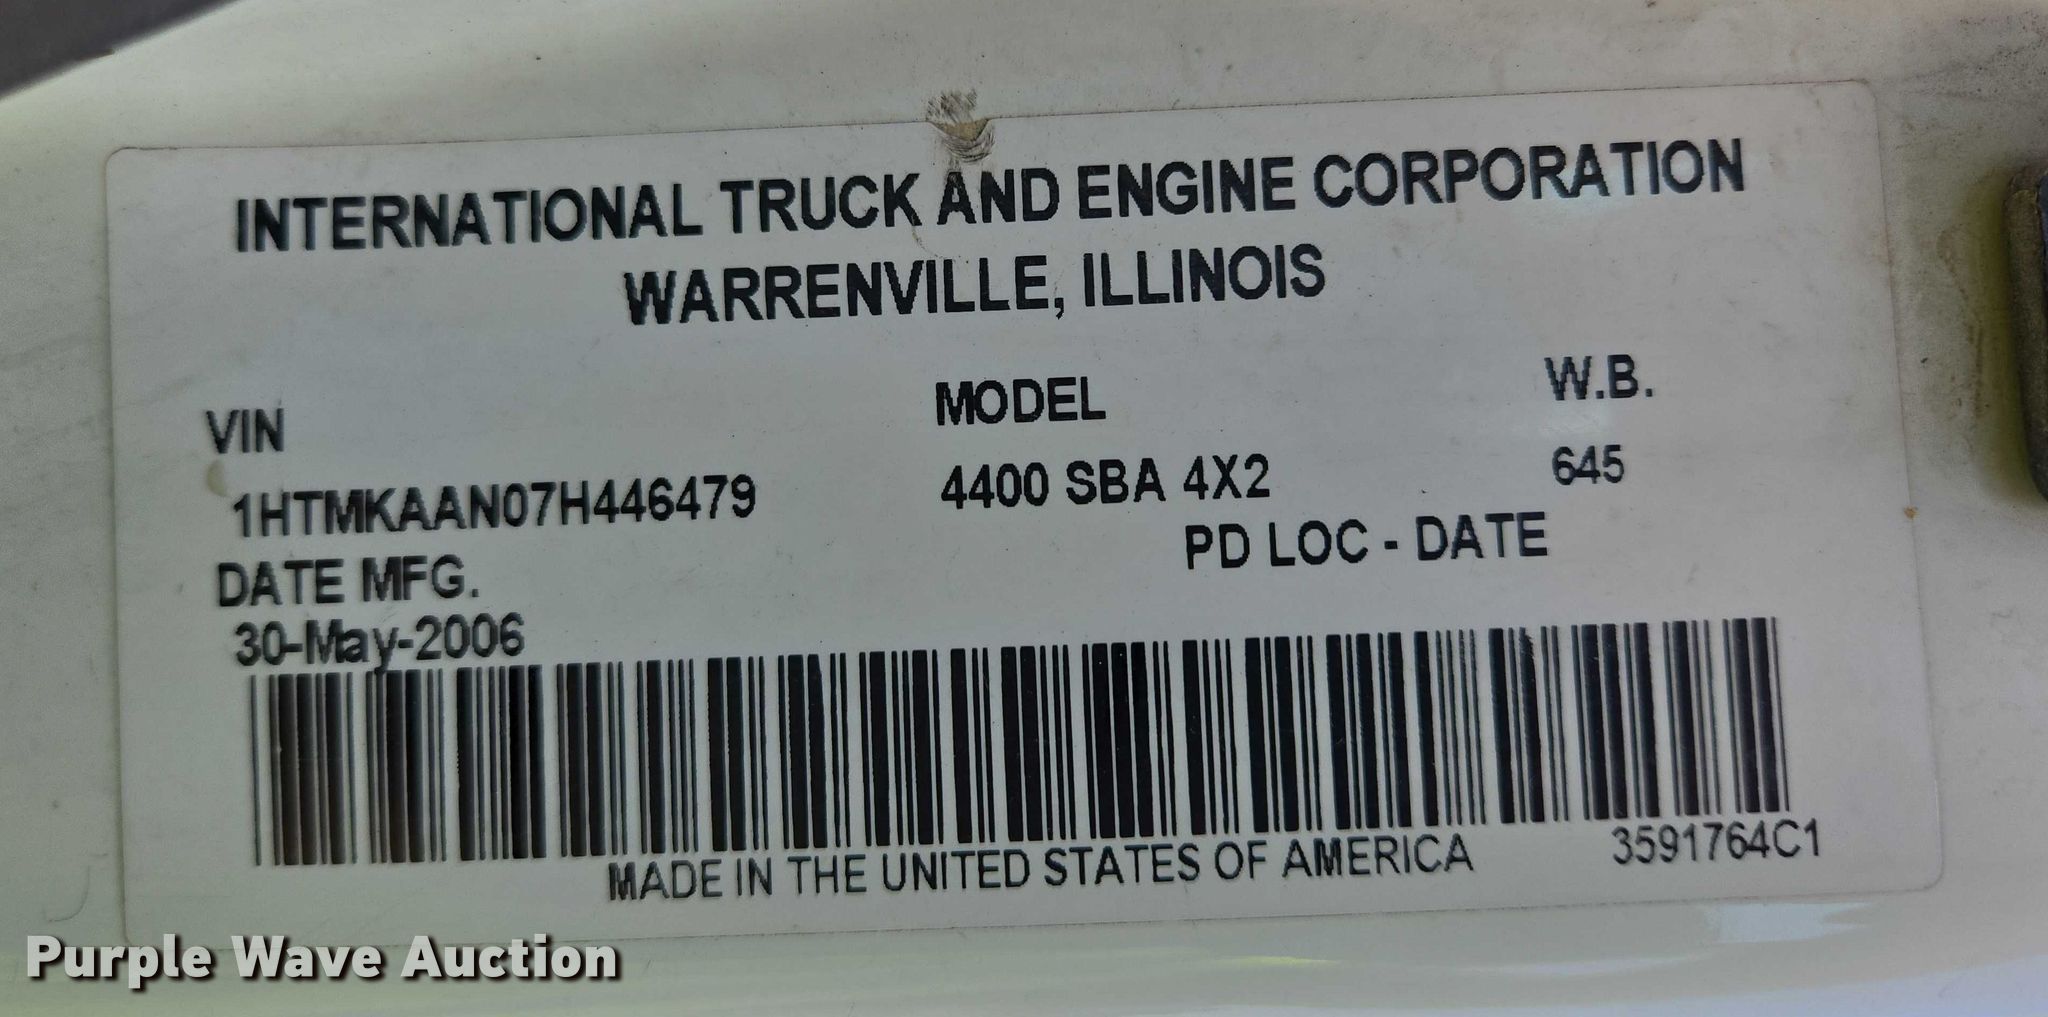 INTERNATIONAL TRUCK AND ENGINE CORPORATION
WARRENVILLE, ILLINOIS
VIN MODEL W.B.
1HTMKAAN07H446479 4400 SBA 4X2 645
DATE MFG. PD LOC - DATE
30-May-2006
MADE IN THE UNITED STATES OF AMERICA 3591764C1
Purple Wave Auction